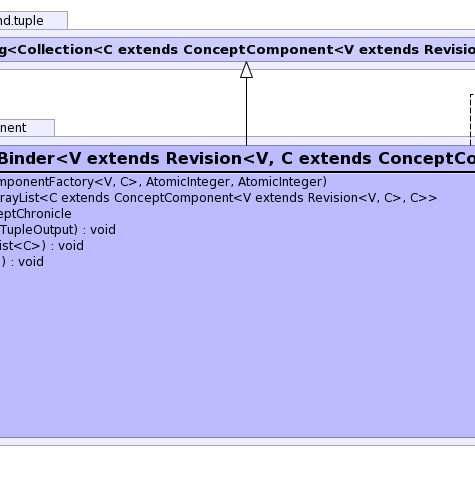 nd.tuple
g<Collection<C extends ConceptComponent<V extends Revisio
nent
Binder<V extends Revision<V, C extends ConceptCo
mponentFactory<V, C>, AtomicInteger, AtomicInteger)
rayList<C extends ConceptComponent<V extends Revision<V, C>, C>>
eptChronicle
TupleOutput) : void
ist<C>) : void
) : void